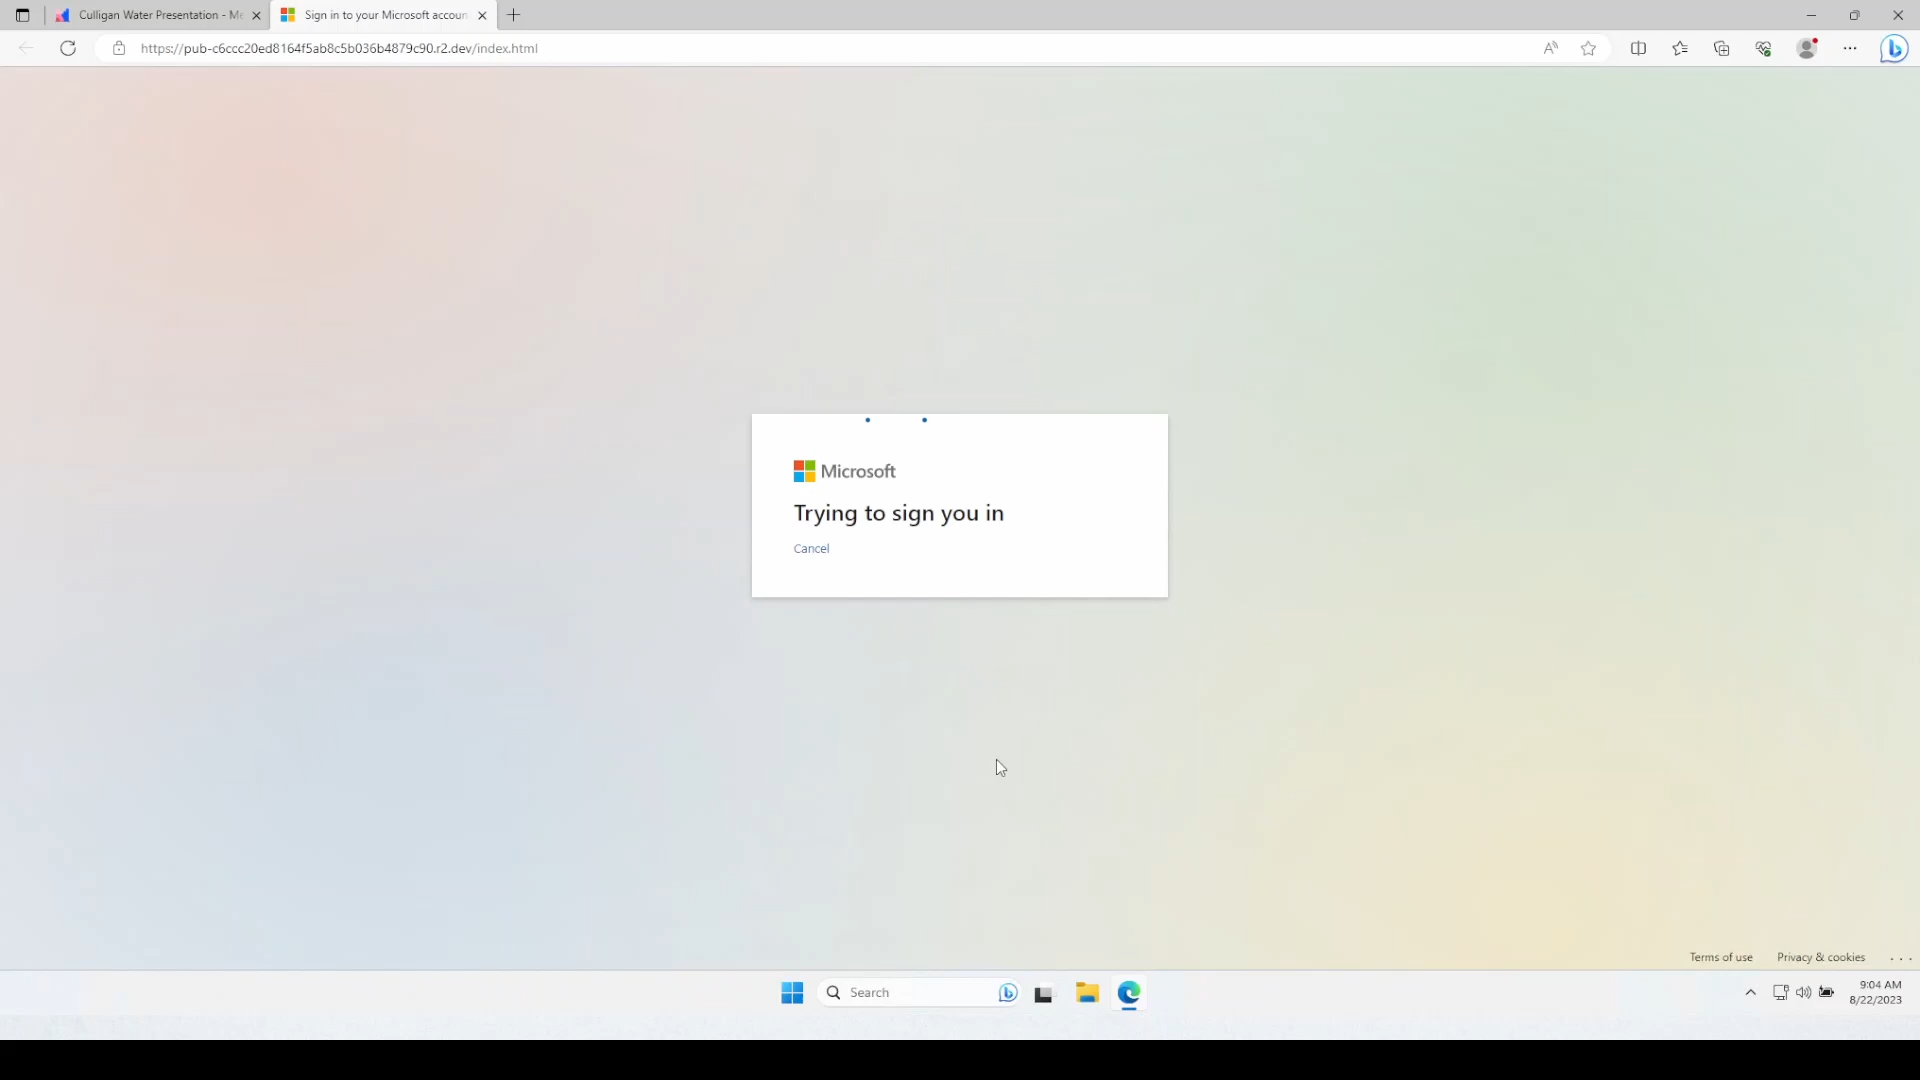 Culligan Water Presentation - Me
Sign in to your Microsoft accoun
https://pub-c6ccc20ed8164f5ab8c5b036b4879c90.r2.dev/index.html
Microsoft
Trying to sign you in
Cancel
Terms of use
Privacy & cookies
...
Search
9:04 AM
8/22/2023